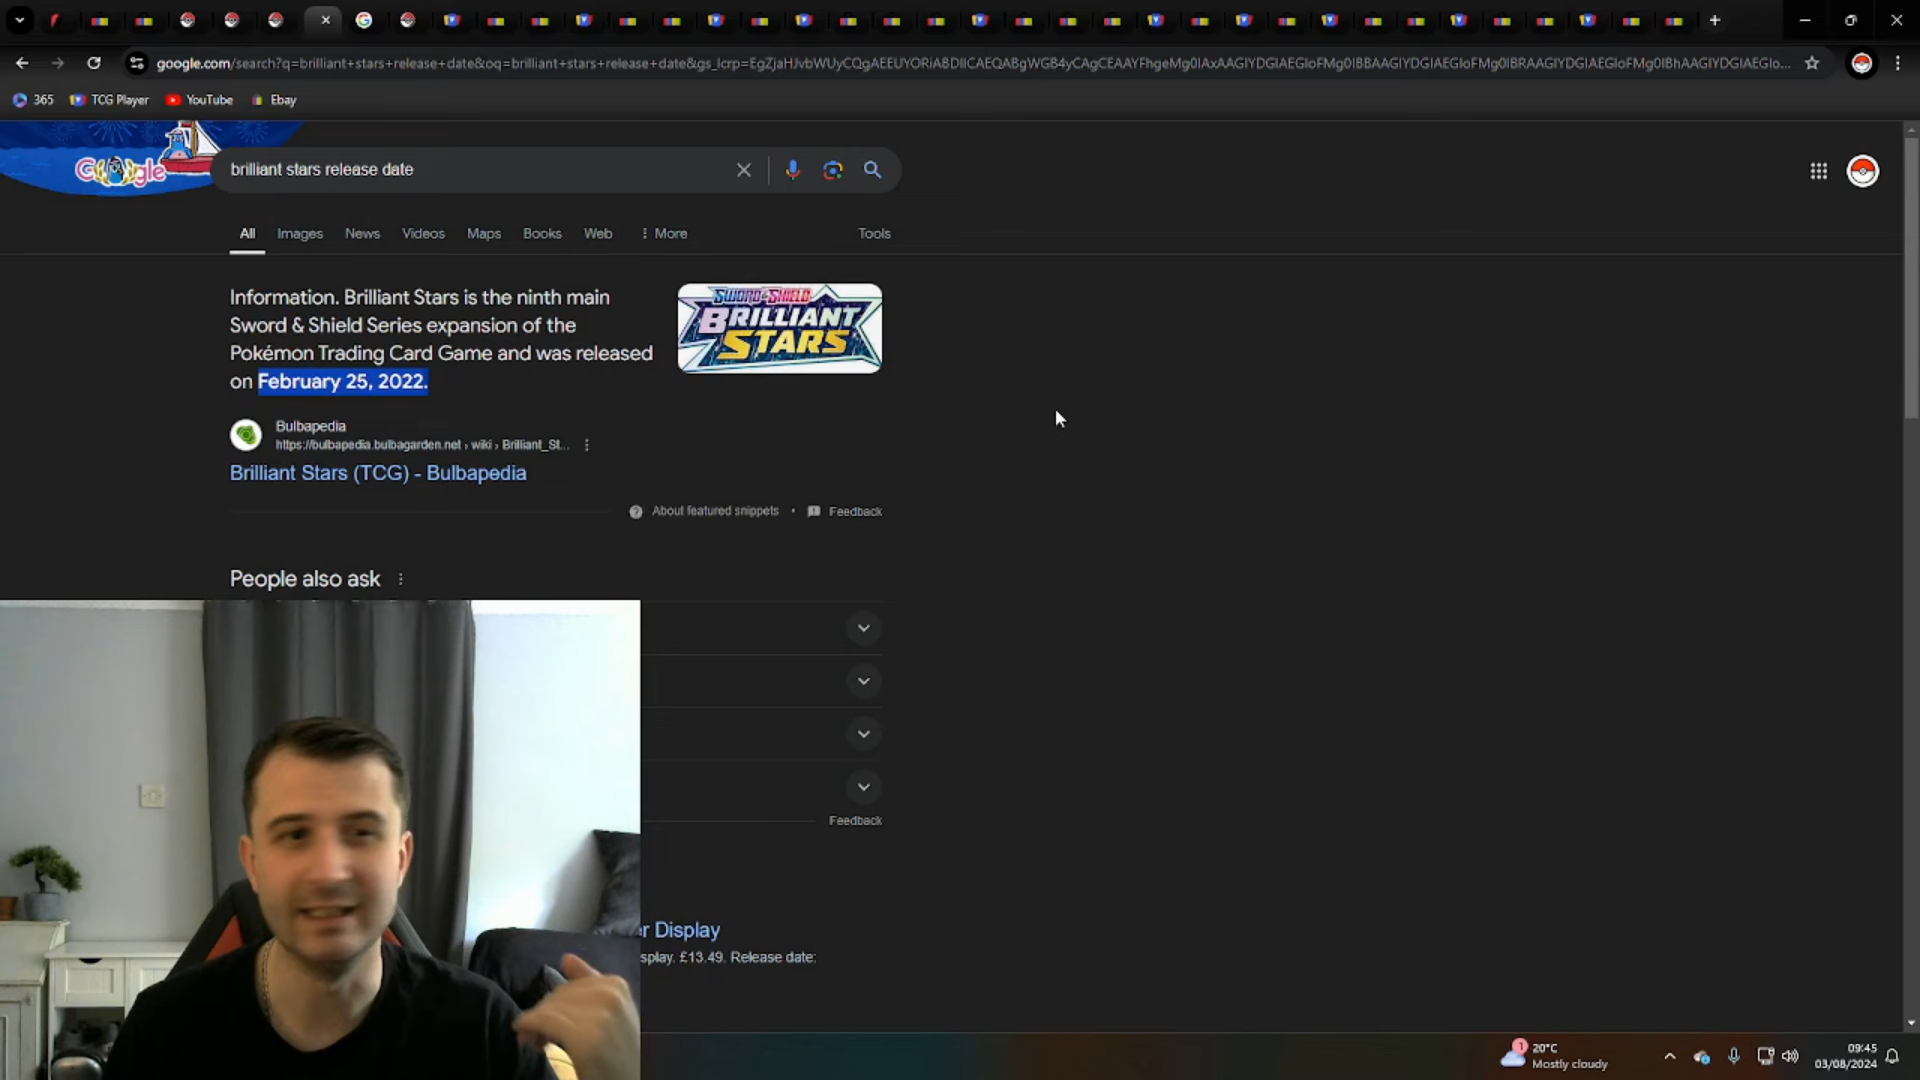 google.com/search?q=brilliant+stars+release+date&oq=brilliant+stars+release+date&gs_lcrp=
365 TCG Player YouTube Ebay
Google
brilliant stars release date
All Images News Videos Maps Books Web More Tools
Information. Brilliant Stars is the ninth main
Sword & Shield Series expansion of the
Pokémon Trading Card Game and was released
on February 25, 2022.
SWORD & SHIELD
BRILLIANT
STARS
Bulbapedia
https://bulbapedia.bulbagarden.net › wiki › Brilliant_St...
Brilliant Stars (TCG) - Bulbapedia
About featured snippets • Feedback
People also ask
Feedback
r Display
splay. £13.49. Release date:
1
20°C
Mostly cloudy
09:45
03/08/2024